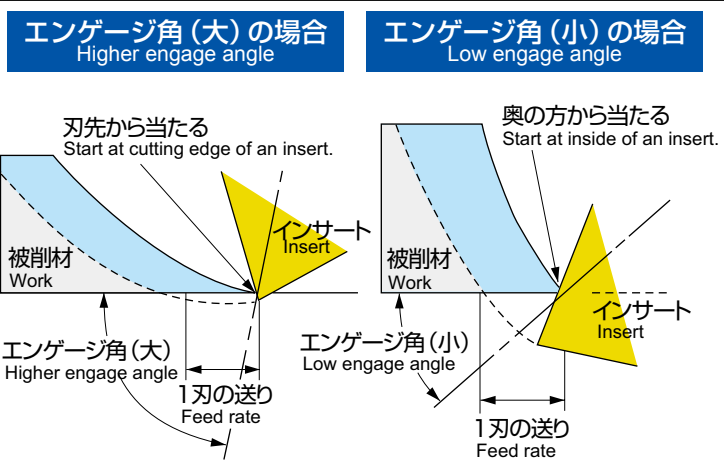 エンゲージ角（大）の場合
Higher engage angle
刃先から当たる
Start at cutting edge of an insert.
インサート
Insert
被削材
Work
エンゲージ角（大）
Higher engage angle
1刃の送り
Feed rate
エンゲージ角（小）の場合
Low engage angle
奥の方から当たる
Start at inside of an insert.
被削材
Work
インサート
Insert
エンゲージ角（小）
Low engage angle
1刃の送り
Feed rate